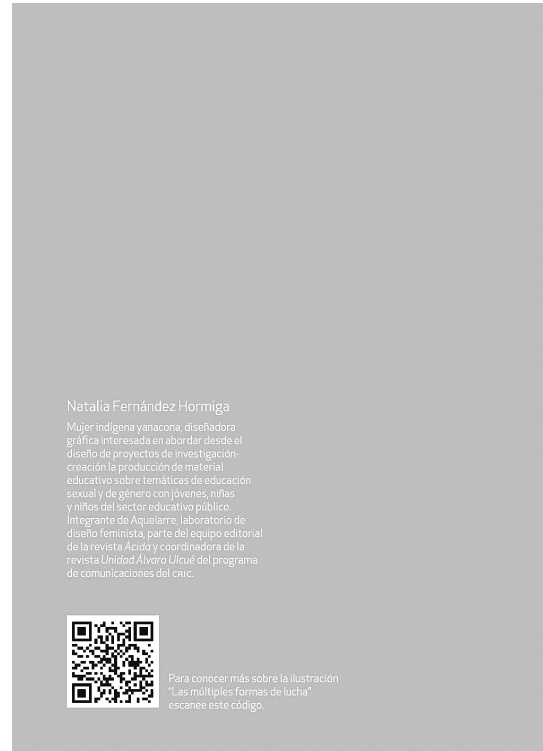 Natalia Fernández Hormiga
Mujer indígena yanacona, diseñadora
gráfica interesada en abordar desde el
diseño de proyectos de investigación-
creación la producción de material
educativo sobre temáticas de educación
sexual y de género con jóvenes, niñas
y niños del sector educativo público.
Integrante de Aquelarre, laboratorio de
diseño feminista, parte del equipo editorial
de la revista Ácida y coordinadora de la
revista Unidad Álvaro Ulcué del programa
de comunicaciones del CRIC.
Para conocer más sobre la ilustración
“Las múltiples formas de lucha”
escanee este código.